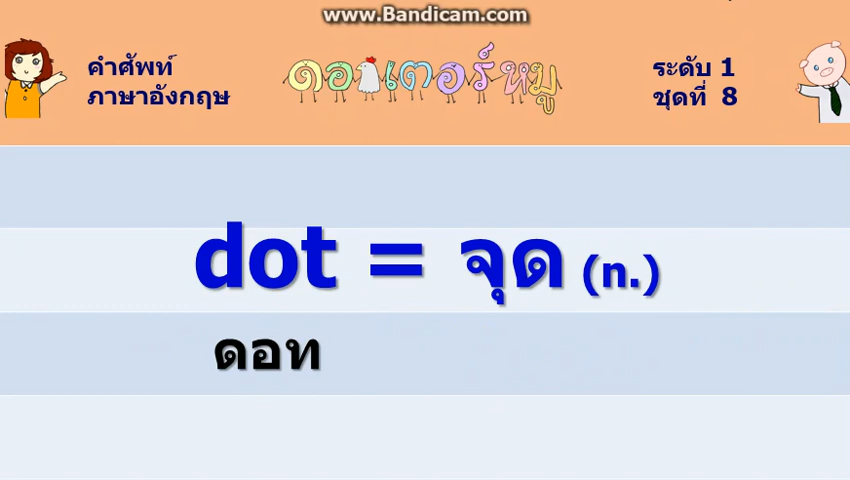 www.Bandicam.com
คำศัพท์
ภาษาอังกฤษ
ดอกเตอร์หมู
ระดับ 1
ชุดที่ 8
dot = จุด (n.)
ดอท